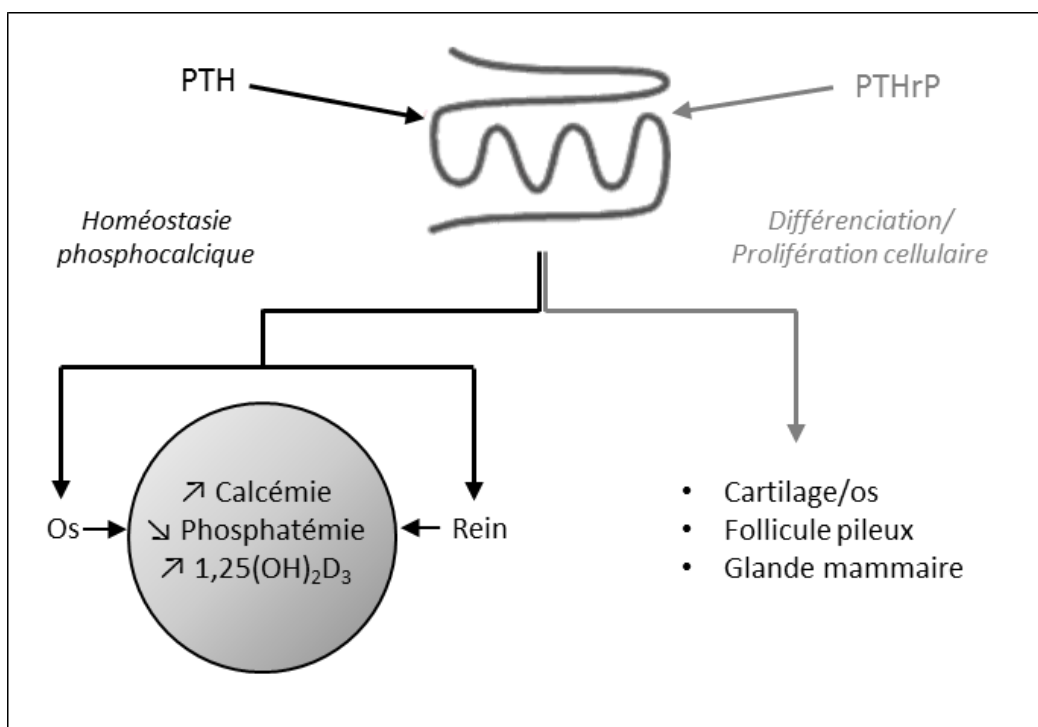 PTH
PTHrP
Homéostasie
phosphocalcique
Différenciation/
Prolifération cellulaire
Os
↗ Calcémie
↘ Phosphatémie
↗ 1,25(OH)₂D₃
Rein
• Cartilage/os
• Follicule pileux
• Glande mammaire